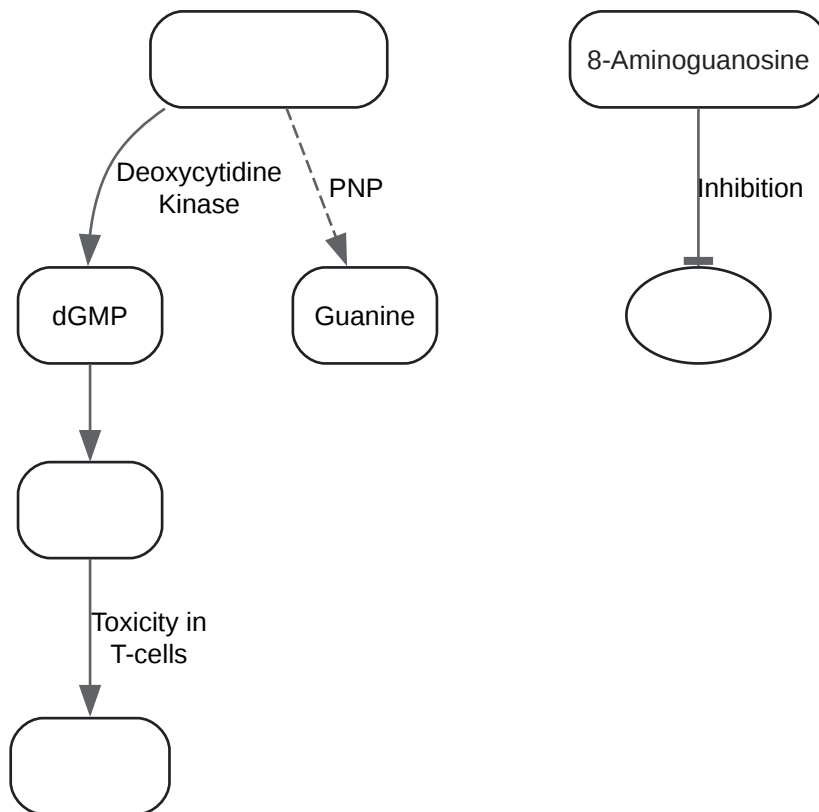 8-Aminoguanosine
Deoxycytidine
Kinase
PNP
Inhibition
dGMP
Guanine
Toxicity in
T-cells